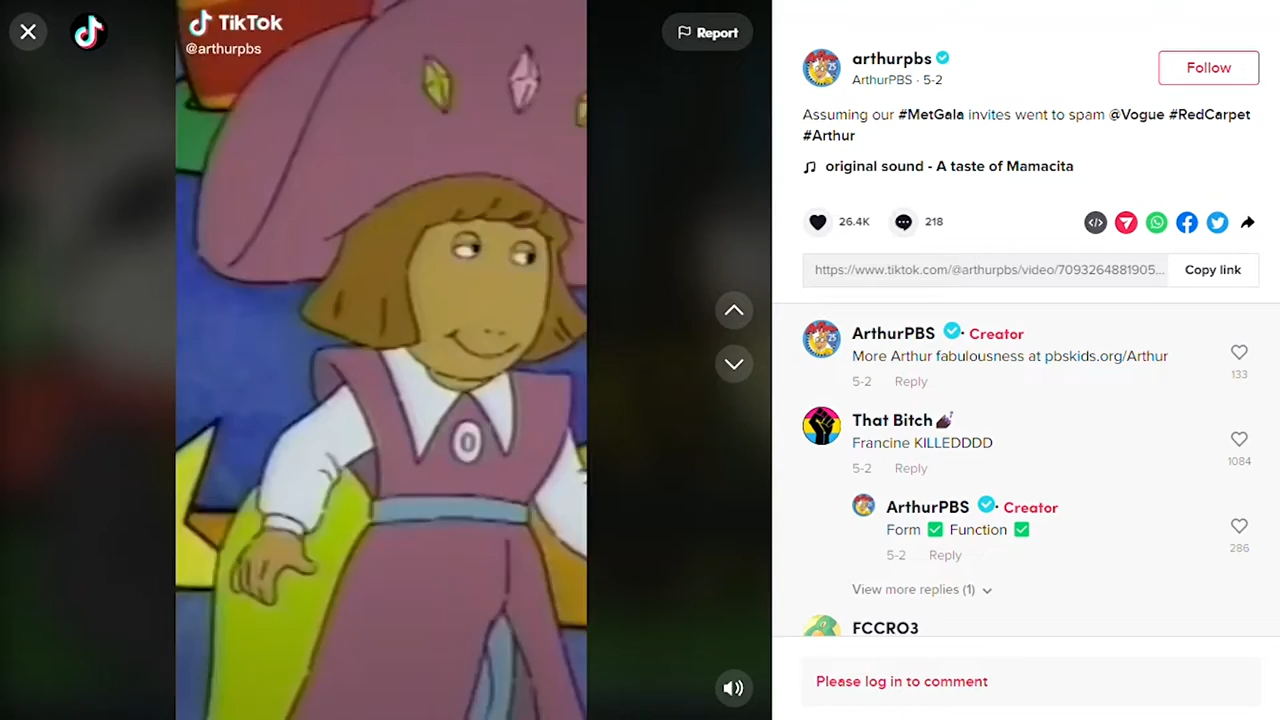 TikTok
@arthurpbs
Report
arthurpbs
ArthurPBS · 5-2
Follow
Assuming our #MetGala invites went to spam @Vogue #RedCarpet
#Arthur
original sound - A taste of Mamacita
26.4K
218
https://www.tiktok.com/@arthurpbs/video/7093264881905...
Copy link
ArthurPBS · Creator
More Arthur fabulousness at pbskids.org/Arthur
5-2 Reply
133
That Bitch💅🏿
Francine KILLEDDDD
5-2 Reply
1084
ArthurPBS · Creator
Form ✅ Function ✅
5-2 Reply
286
View more replies (1)
FCCRO3
Please log in to comment